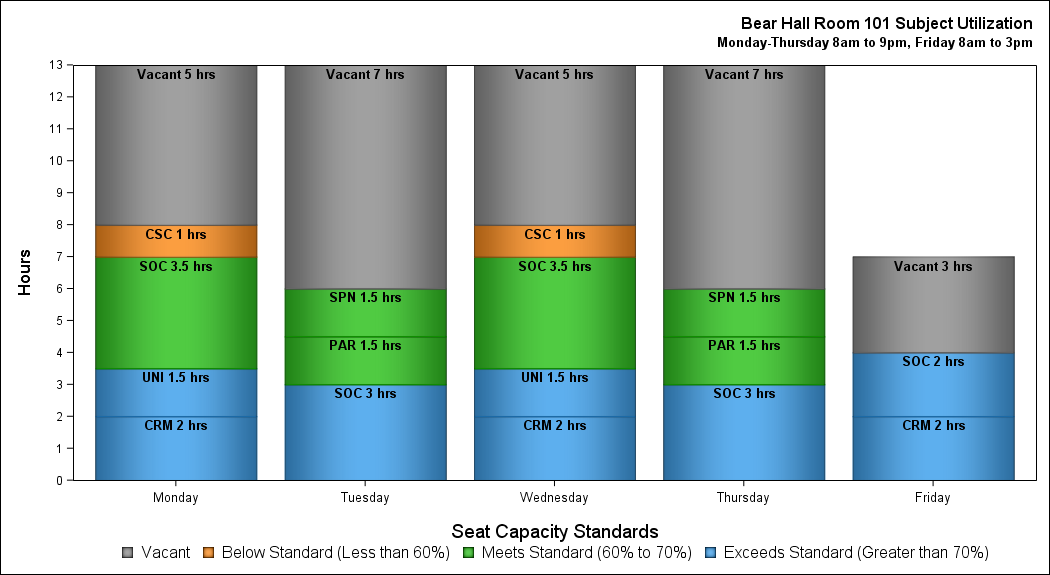 Bear Hall Room 101 Subject Utilization
Monday-Thursday 8am to 9pm, Friday 8am to 3pm
Hours
13
12
11
10
9
8
7
6
5
4
3
2
1
0
Vacant 5 hrs
CSC 1 hrs
SOC 3.5 hrs
UNI 1.5 hrs
CRM 2 hrs
Vacant 7 hrs
SPN 1.5 hrs
PAR 1.5 hrs
SOC 3 hrs
Vacant 5 hrs
CSC 1 hrs
SOC 3.5 hrs
UNI 1.5 hrs
CRM 2 hrs
Vacant 7 hrs
SPN 1.5 hrs
PAR 1.5 hrs
SOC 3 hrs
Vacant 3 hrs
SOC 2 hrs
CRM 2 hrs
Monday Tuesday Wednesday Thursday Friday
Seat Capacity Standards
Vacant Below Standard (Less than 60%) Meets Standard (60% to 70%) Exceeds Standard (Greater than 70%)